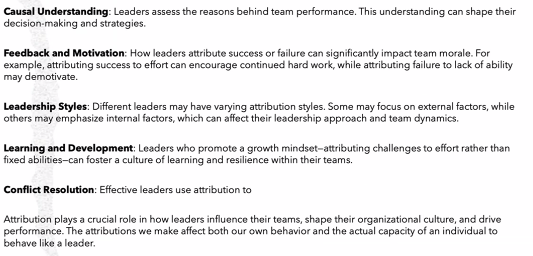 Causal Understanding: Leaders assess the reasons behind team performance. This understanding can shape their
decision-making and strategies.
Feedback and Motivation: How leaders attribute success or failure can significantly impact team morale. For
example, attributing success to effort can encourage continued hard work, while attributing failure to lack of ability
may demotivate.
Leadership Styles: Different leaders may have varying attribution styles. Some may focus on external factors, while
others may emphasize internal factors, which can affect their leadership approach and team dynamics.
Learning and Development: Leaders who promote a growth mindset—attributing challenges to effort rather than
fixed abilities—can foster a culture of learning and resilience within their teams.
Conflict Resolution: Effective leaders use attribution to
Attribution plays a crucial role in how leaders influence their teams, shape their organizational culture, and drive
performance. The attributions we make affect both our own behavior and the actual capacity of an individual to
behave like a leader.